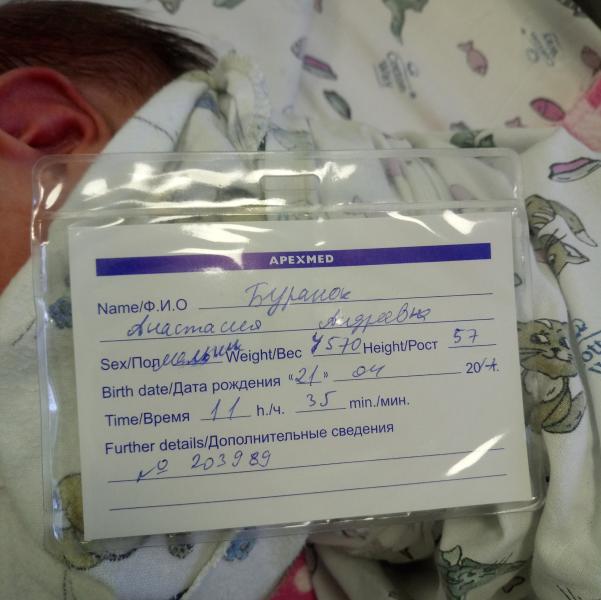 APEXMED
Name/Ф.И.О Буранок
Анастасия Андреевна
Sex/Пол мальчик Weight/Вес 4570 Height/Рост 57
Birth date/Дата рождения "21" 04 20 г.
Time/Время 11 h./ч. 35 min./мин.
Further details/Дополнительные сведения
№ 203989